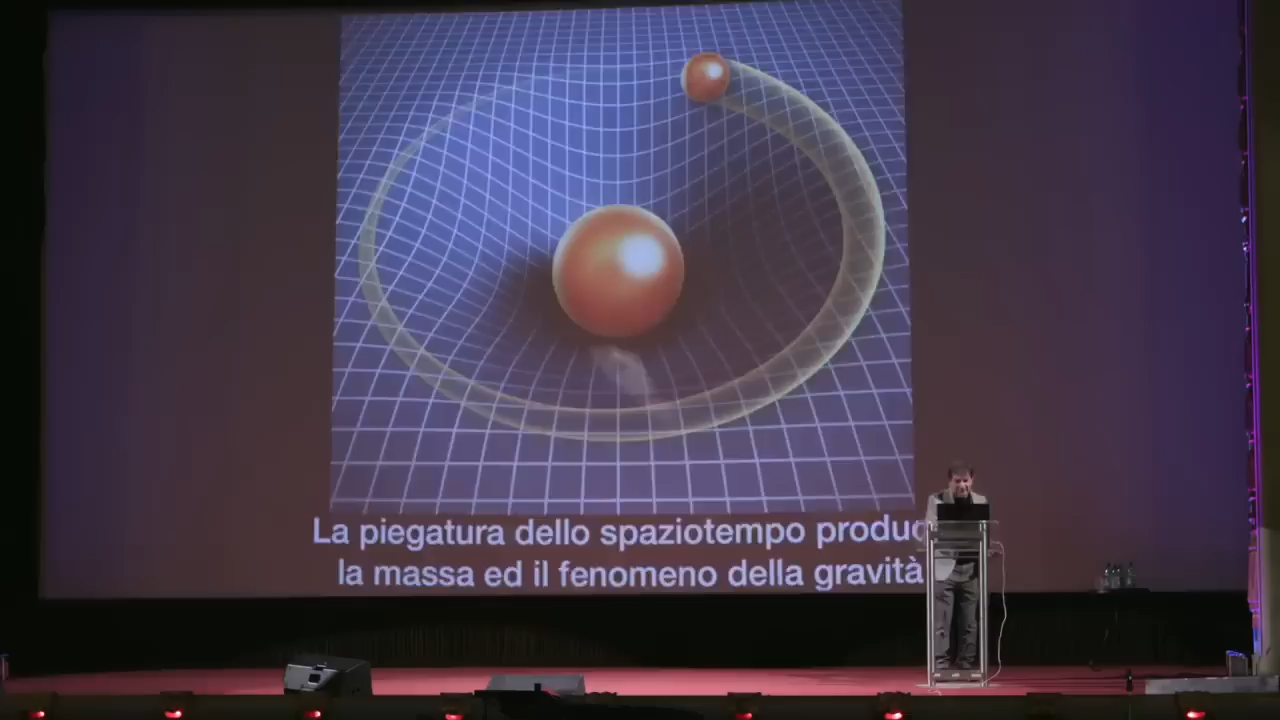 La piegatura dello spaziotempo produc
la massa ed il fenomeno della gravità